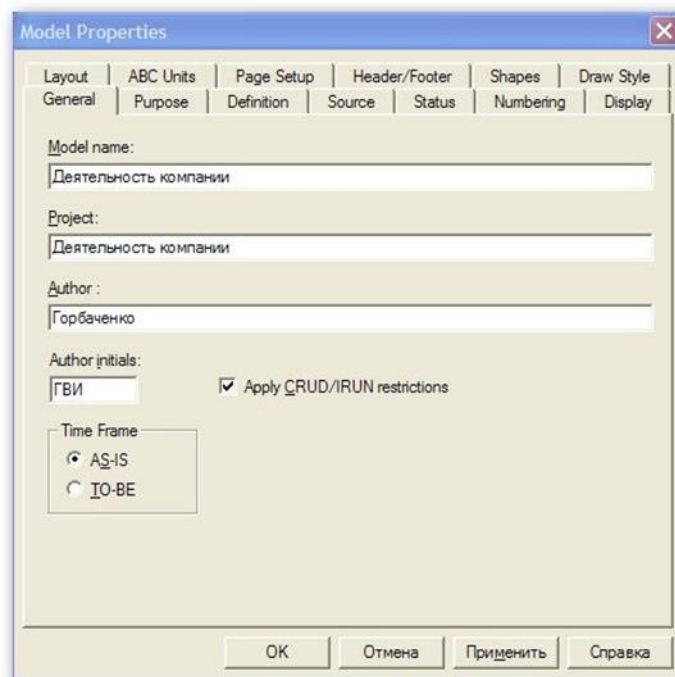 Model Properties
Layout ABC Units Page Setup Header/Footer Shapes Draw Style
General Purpose Definition Source Status Numbering Display
Model name:
Деятельность компании
Project:
Деятельность компании
Author :
Горбаченко
Author initials:
ГВИ Apply CRUD/IRUN restrictions
Time Frame
AS-IS
TO-BE
OK Отмена Применить Справка